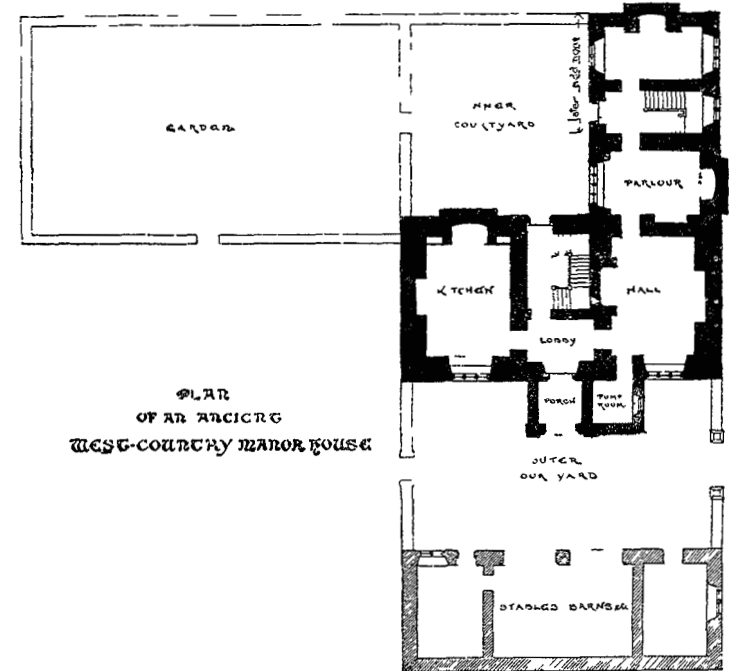 GARDEN
INNER
COURTYARD
PARLOUR
KITCHEN
HALL
LOBBY
PORCH
PUMP
ROOM
PLAN
OF AN ANCIENT
WEST-COUNTRY MANOR HOUSE
OUTER
COURTYARD
STABLES BARNS &c